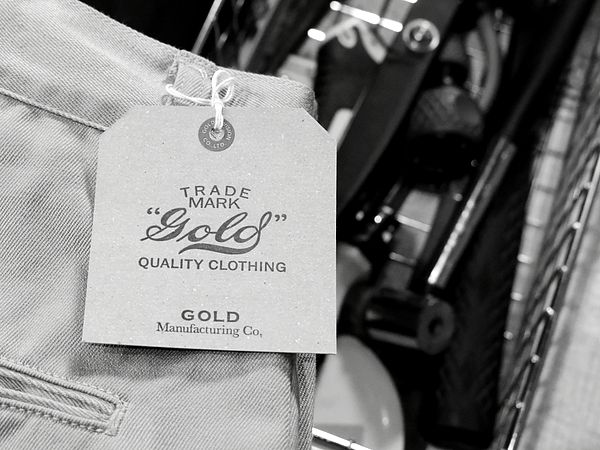 TRADE
MARK
“Gold”
QUALITY CLOTHING
GOLD
Manufacturing Co,